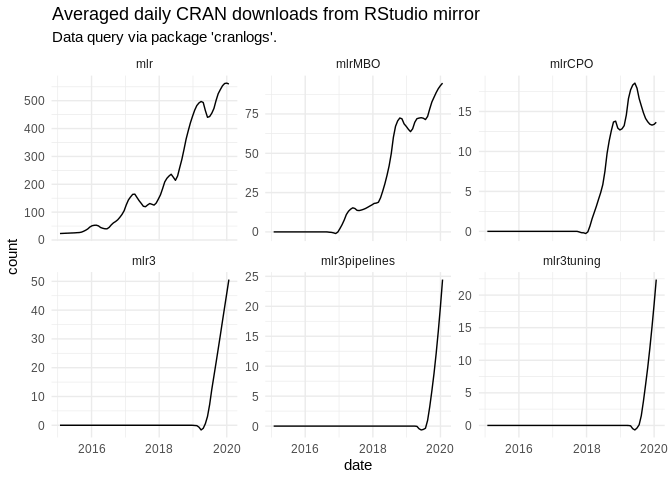 Averaged daily CRAN downloads from RStudio mirror
Data query via package 'cranlogs'.
mlr
mlrMBO
mlrCPO
500
400
300
200
100
0
75
50
25
0
15
10
5
0
count
mlr3
mlr3pipelines
mlr3tuning
50
40
30
20
10
0
25
20
15
10
5
0
20
15
10
5
0
2016 2018 2020
2016 2018 2020
2016 2018 2020
date